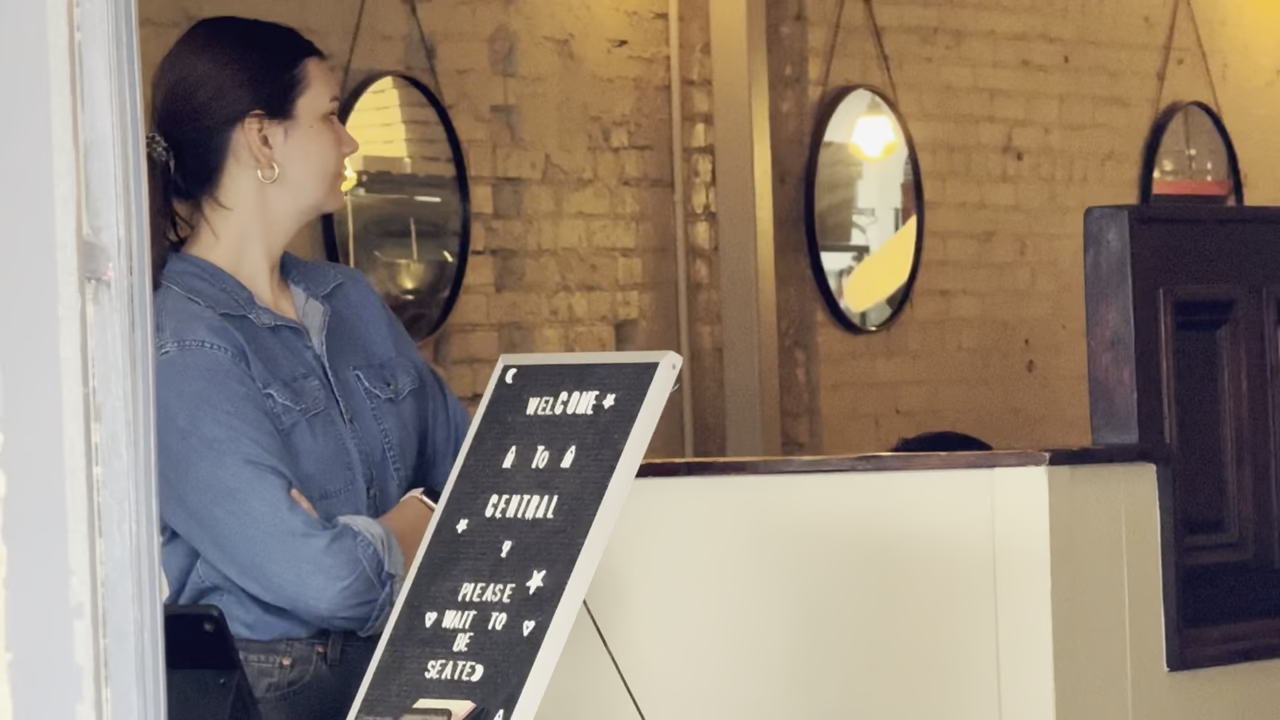 WELCOME
To
CENTRAL
PLEASE
WAIT TO
BE
SEATED